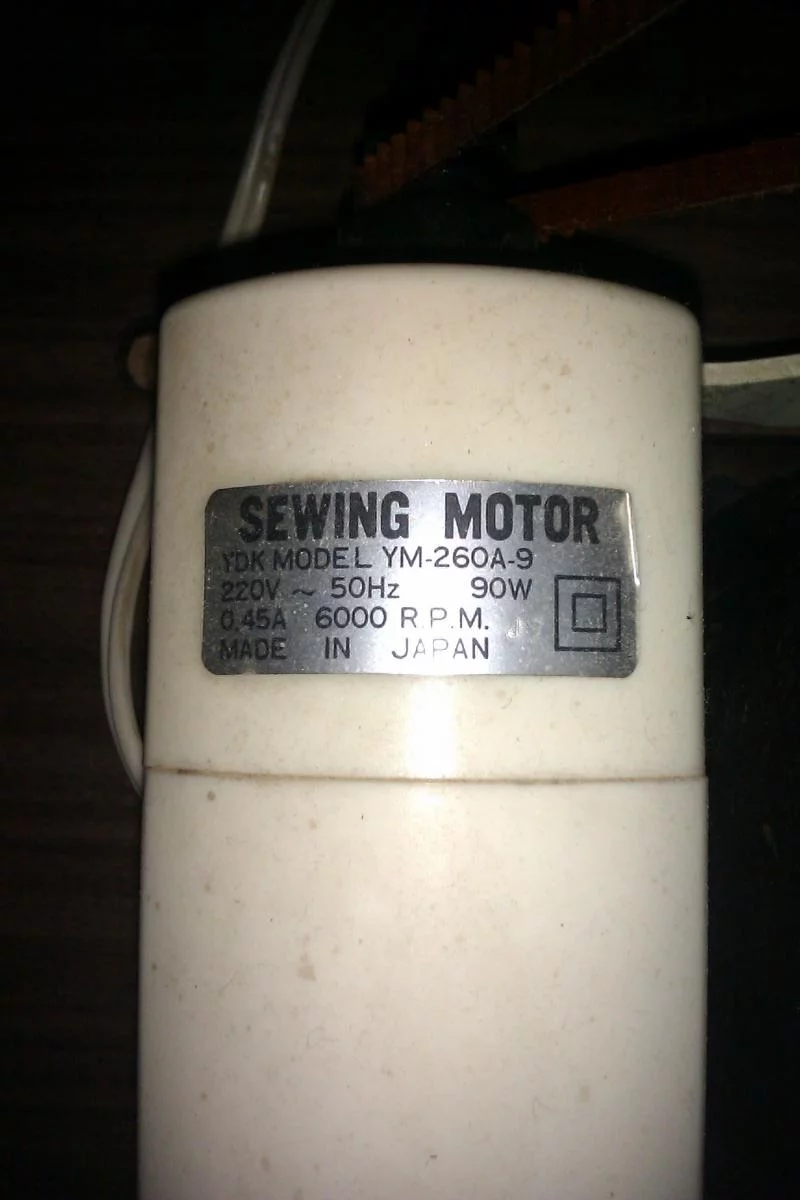 SEWING MOTOR
YDK MODEL YM-260A-9
220V ~ 50Hz 90W
0.45A 6000 R.P.M.
MADE IN JAPAN